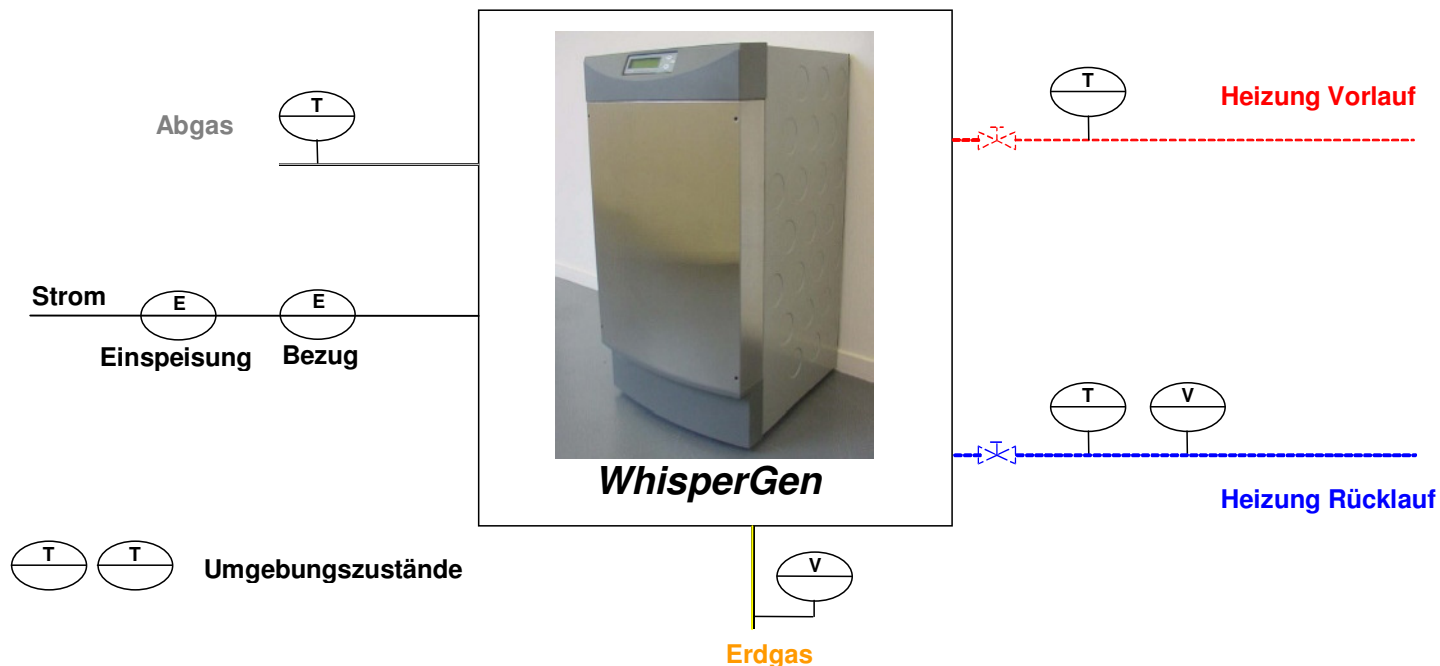 T
Abgas
T
Heizung Vorlauf
Strom
E
E
Einspeisung
Bezug
T
V
WhisperGen
Heizung Rücklauf
T
T
Umgebungszustände
V
Erdgas